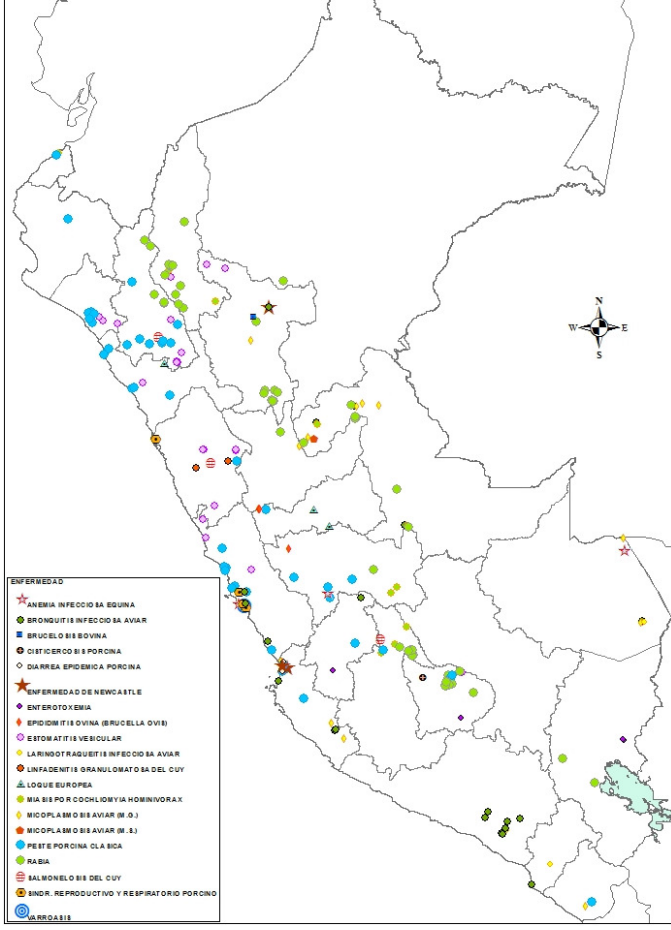 N
W E
S
ENFERMEDAD
ANEMIA INFECCIOSA EQUINA
BRONQUITIS INFECCIOSA AVIAR
BRUCELOSIS BOVINA
CISTICERCOSIS PORCINA
DIARREA EPIDEMICA PORCINA
ENFERMEDAD DE NEWCASTLE
ENTEROTOXEMIA
EPIDIDIMITIS OVINA (BRUCELLA OVIS)
ESTOMATITIS VESICULAR
LARINGOTRAQUEITIS INFECCIOSA AVIAR
LINFADENITIS GRANULOMATOSA DEL CUY
LOQUE EUROPEA
MIASIS POR COCHLIOMYIA HOMINIVORAX
MICOPLASMOSIS AVIAR (M.G.)
MICOPLASMOSIS AVIAR (M.S.)
PESTE PORCINA CLASICA
RABIA
SALMONELOSIS DEL CUY
SINDR. REPRODUCTIVO Y RESPIRATORIO PORCINO
VARROASIS